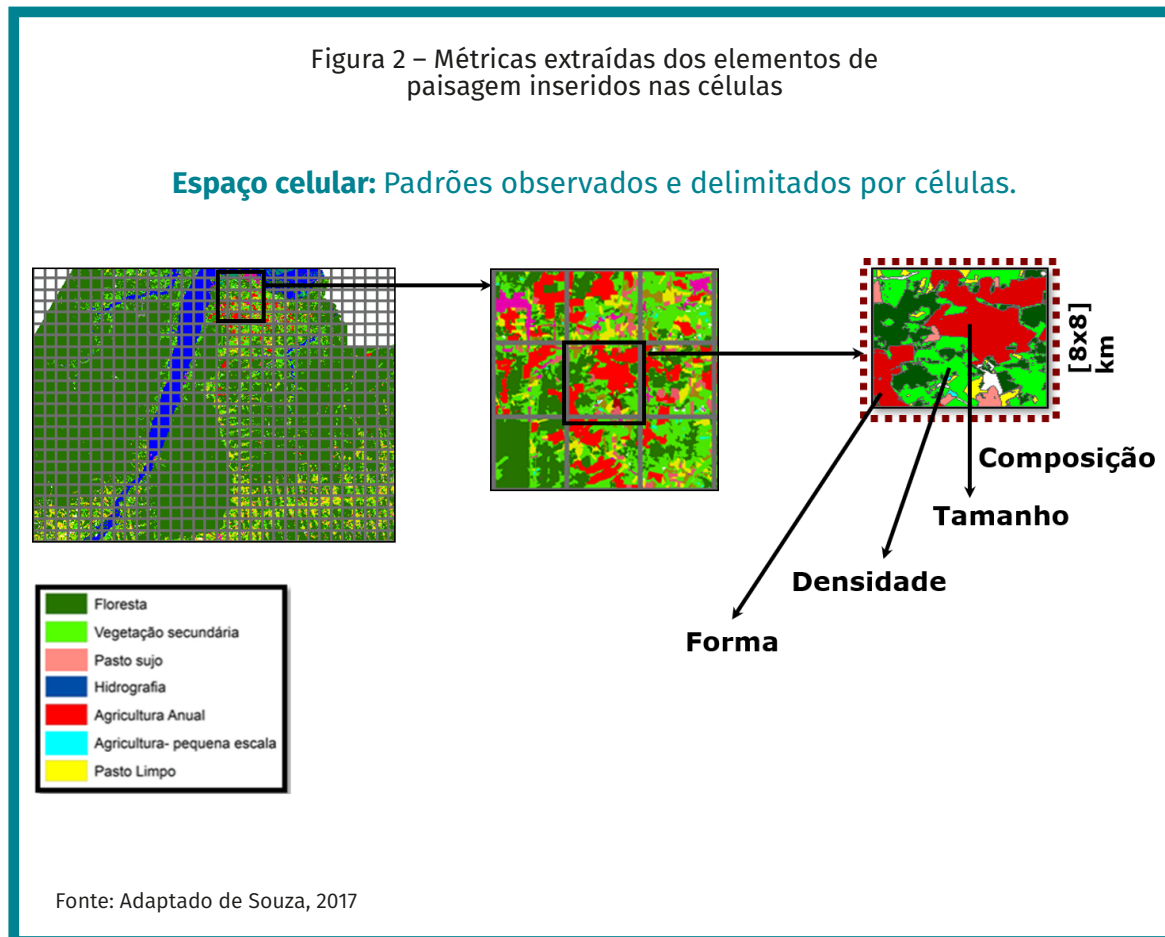 Figura 2 – Métricas extraídas dos elementos de
paisagem inseridos nas células
Espaço celular: Padrões observados e delimitados por células.
[8x8]
km
Composição
Tamanho
Densidade
Forma
Floresta
Vegetação secundária
Pasto sujo
Hidrografia
Agricultura Anual
Agricultura- pequena escala
Pasto Limpo
Fonte: Adaptado de Souza, 2017